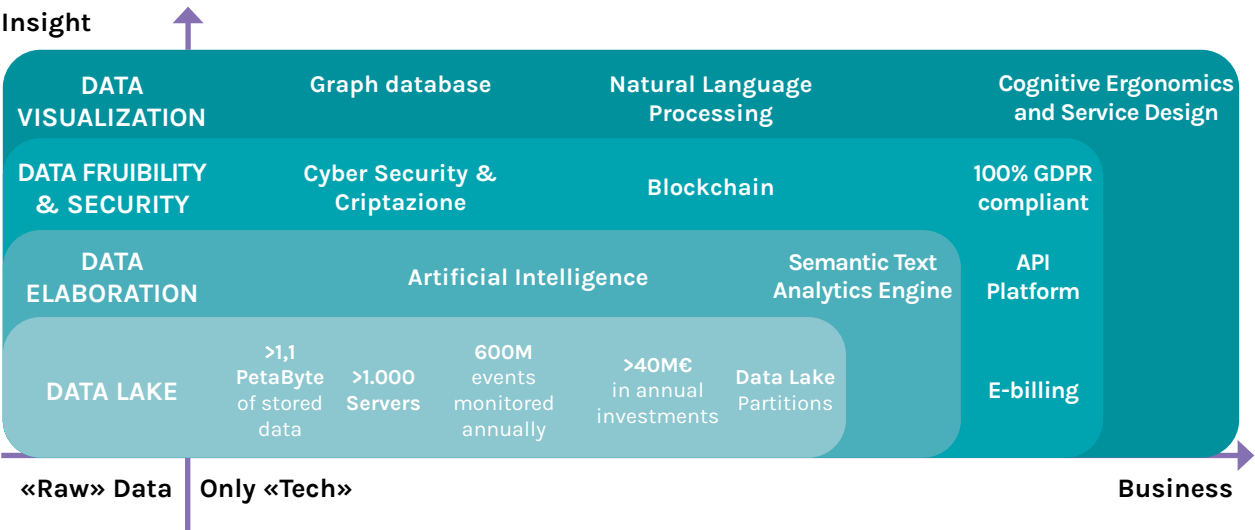 Insight
DATA
VISUALIZATION
Graph database
Natural Language
Processing
Cognitive Ergonomics
and Service Design
DATA FRUIBILITY
& SECURITY
Cyber Security &
Criptazione
Blockchain
100% GDPR
compliant
DATA
ELABORATION
Artificial Intelligence
Semantic Text
Analytics Engine
API
Platform
DATA LAKE
>1,1
PetaByte
of stored
data
>1.000
Servers
600M
events
monitored
annually
>40M€
in annual
investments
Data Lake
Partitions
E-billing
«Raw» Data
Only «Tech»
Business